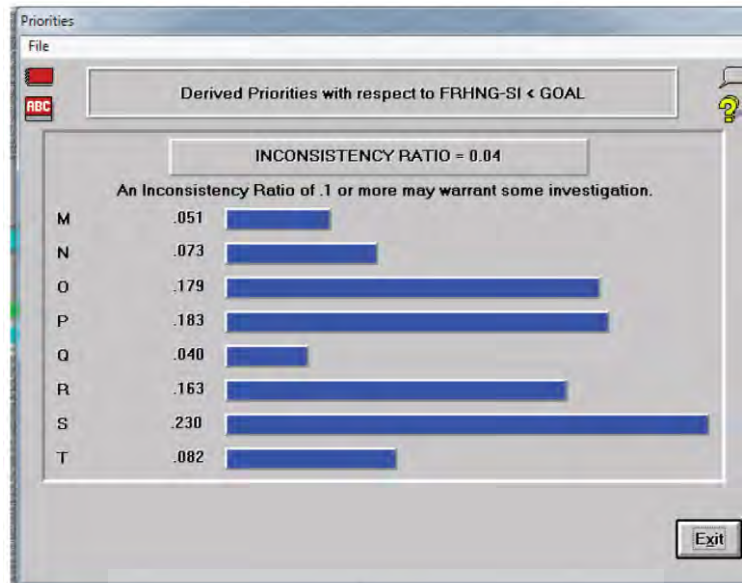 Priorities
File
ABC
Derived Priorities with respect to FRHNG-SI < GOAL
?
INCONSISTENCY RATIO = 0.04
An Inconsistency Ratio of .1 or more may warrant some investigation.
M .051
N .073
O .179
P .183
Q .040
R .163
S .230
T .082
Exit